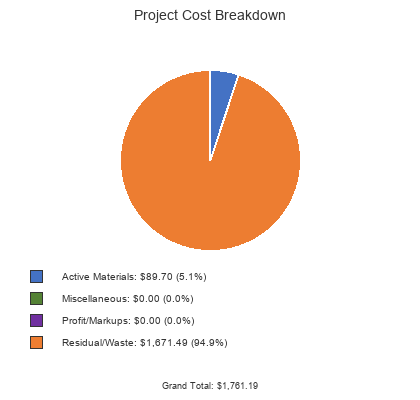 Project Cost Breakdown
Active Materials: $89.70 (5.1%)
Miscellaneous: $0.00 (0.0%)
Profit/Markups: $0.00 (0.0%)
Residual/Waste: $1,671.49 (94.9%)
Grand Total: $1,761.19